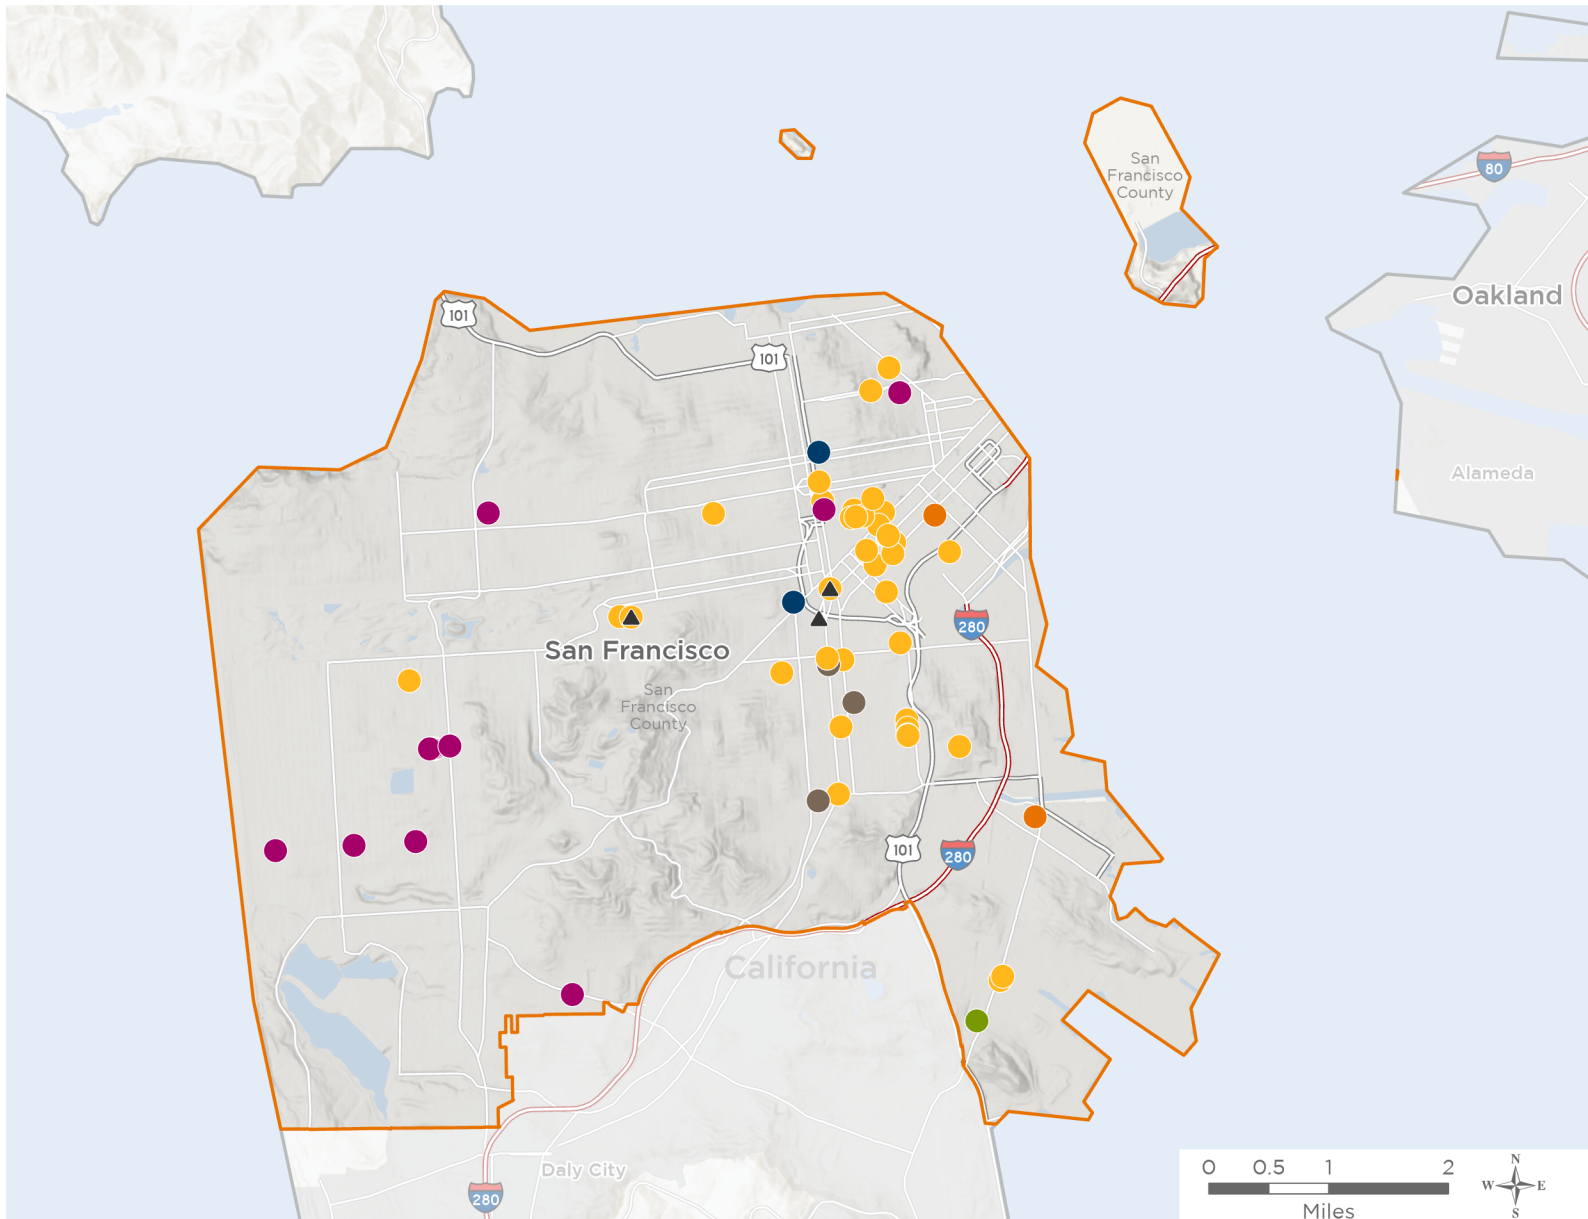 San
Francisco
County
80
Oakland
101
101
Alameda
280
San Francisco
San
Francisco
County
101
280
California
Daly City
280
0 0.5 1 2
Miles
N
W E
S